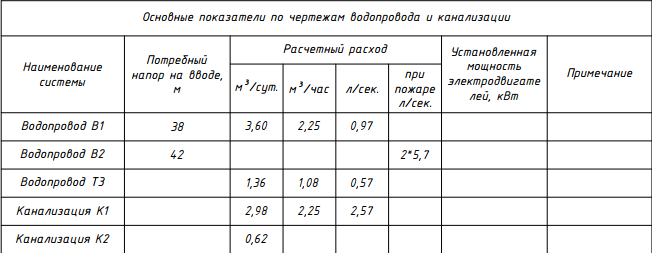 Основные показатели по чертежам водопровода и канализации
Наименование системы
Потребный напор на вводе, м
Расчетный расход
м³/сут.
м³/час
л/сек.
при пожаре л/сек.
Установленная мощность электродвигате лей, кВт
Примечание
Водопровод В1 38 3,60 2,25 0,97
Водопровод В2 42 2*5,7
Водопровод Т3 1,36 1,08 0,57
Канализация К1 2,98 2,25 2,57
Канализация К2 0,62